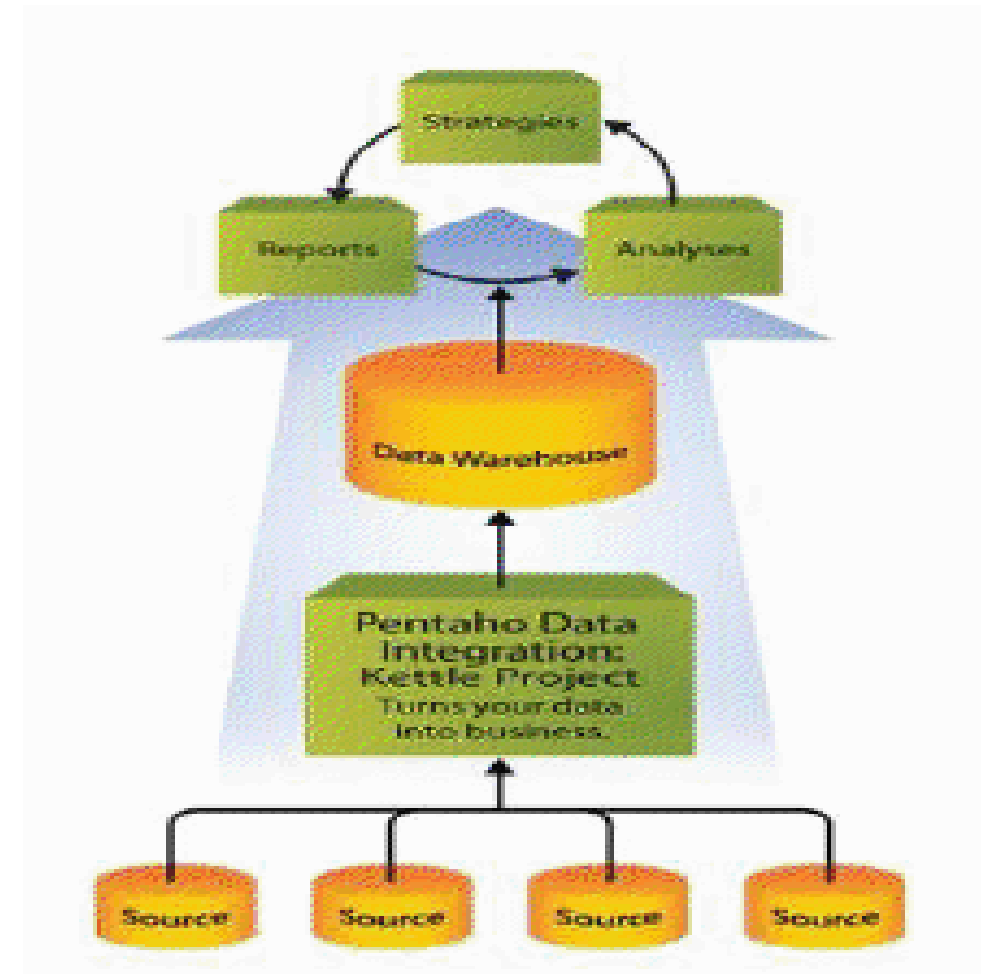 Strategies
Reports
Analyses
Data Warehouse
Pentaho Data
Integration:
Kettle Project
Turns your data
into business.
Source
Source
Source
Source